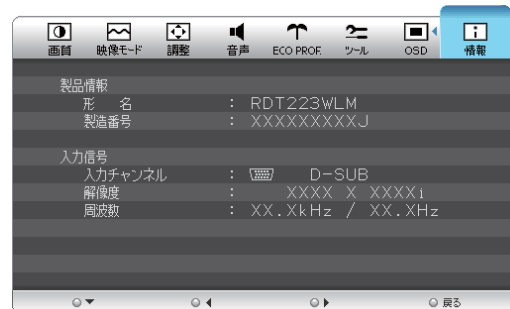 画質 映像モード 調整 音声 ECO PROF. ツール OSD 情報
製品情報
形 名 : RDT223WLM
製造番号 : XXXXXXXXXJ
入力信号
入力チャンネル : D-SUB
解像度 : XXXX X XXXXi
周波数 : XX.XkHz / XX.XHz
戻る